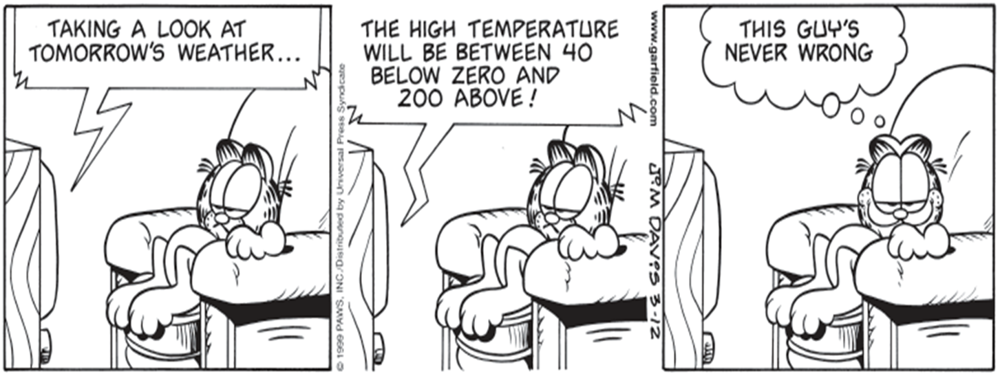 TAKING A LOOK AT
TOMORROW'S WEATHER...
© 1999 PAWS, INC./Distributed by Universal Press Syndicate
THE HIGH TEMPERATURE
WILL BE BETWEEN 40
BELOW ZERO AND
200 ABOVE!
www.garfield.com
JIM DAVIS 3-12
THIS GUY'S
NEVER WRONG